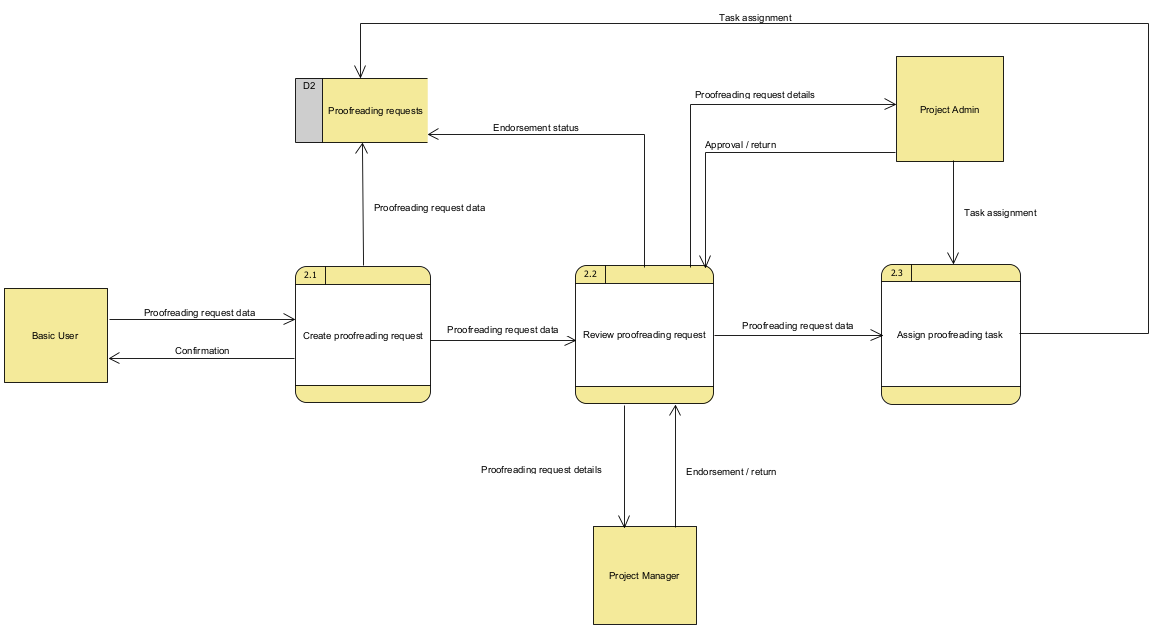 Task assignment
D2
Proofreading requests
Proofreading request details
Project Admin
Endorsement status
Approval / return
Proofreading request data
Task assignment
2.1
2.2
2.3
Basic User
Proofreading request data
Confirmation
Create proofreading request
Proofreading request data
Review proofreading request
Proofreading request data
Assign proofreading task
Proofreading request details
Endorsement / return
Project Manager